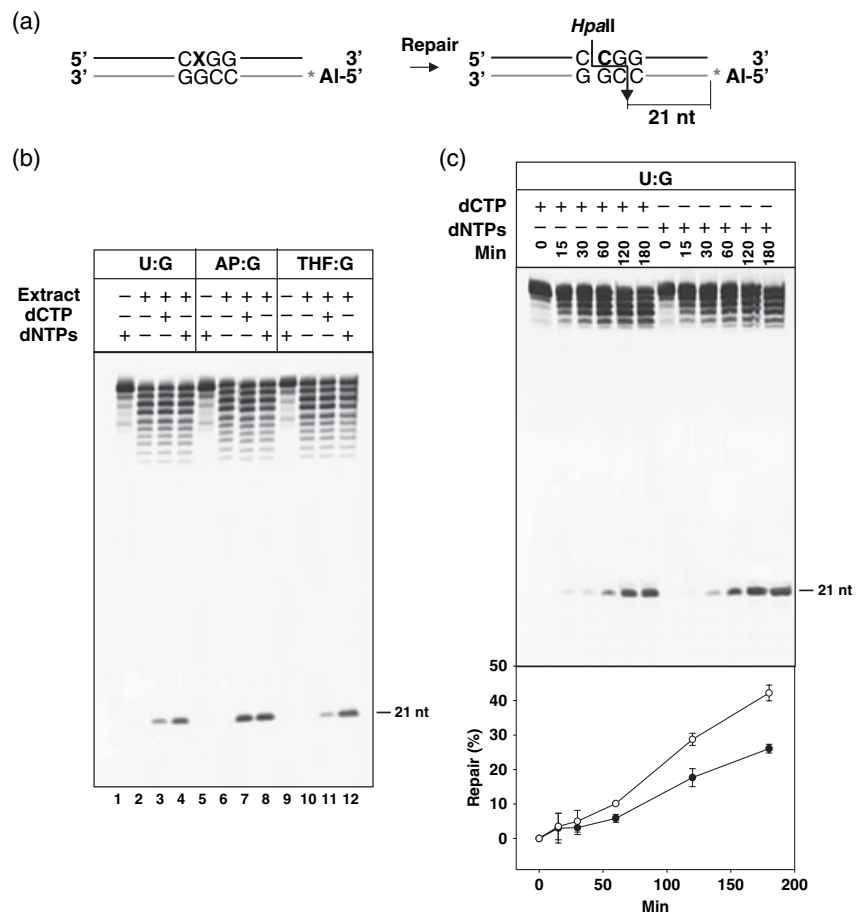 (a)
HpaII
5’ CXGG 3’
3’ GGCC * Al-5’
Repair
5’ C CGG 3’
3’ G GCC * Al-5’
21 nt
(b)
U:G AP:G THF:G
Extract – + + + – + + + – + + +
dCTP – – + – – – + – – – + –
dNTPs + – – + + – – + + – – +
21 nt
1 2 3 4 5 6 7 8 9 10 11 12
(c)
U:G
dCTP + + + + + + – – – – – –
dNTPs – – – – – – + + + + + +
Min 0 15 30 60 120 180 0 15 30 60 120 180
21 nt
Repair (%)
50
40
30
20
10
0
0 50 100 150 200
Min